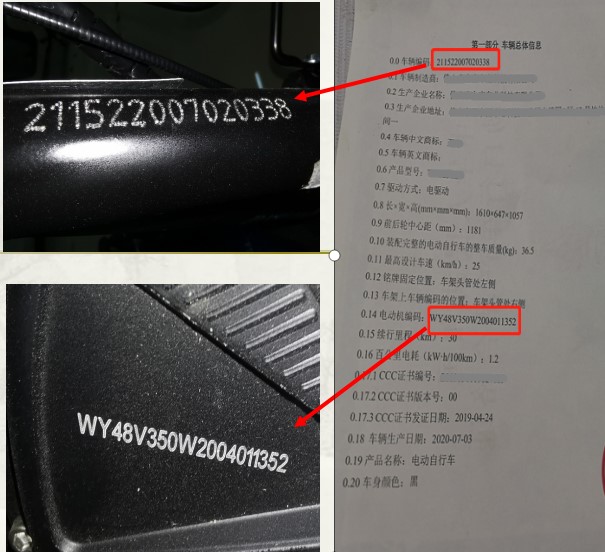 211522007020338
WY48V350W2004011352
第一部分 车辆总体信息
0.0 车辆编码：211522007020338
0.1 车辆制造商：
0.2 生产企业名称：
0.3 生产企业地址：
间一
0.4 车辆中文商标：
0.5 车辆英文商标：
0.6 产品型号：
0.7 驱动方式：电驱动
0.8 长×宽×高(mm×mm×mm)：1610×647×1057
0.9 前后轮中心距（mm）：1181
0.10 装配完整的电动自行车的整车质量(kg)：36.5
0.11 最高设计车速（km/h）：25
0.12 铭牌固定位置：车架头管处左侧
0.13 车架上车辆编码的位置：车架头管处右侧
0.14 电动机编码：WY48V350W2004011352
0.15 续行里程（km）：30
0.16 百公里电耗（kW·h/100km）：1.2
0.17.1 CCC证书编号：
0.17.2 CCC证书版本号：00
0.17.3 CCC证书发证日期：2019-04-24
0.18 车辆生产日期：2020-07-03
0.19 产品名称：电动自行车
0.20 车身颜色：黑